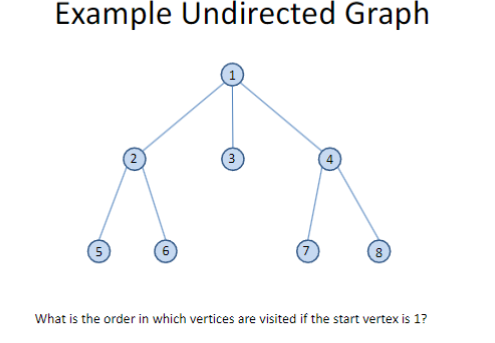 Example Undirected Graph
1
2 3 4
5 6 7 8
What is the order in which vertices are visited if the start vertex is 1?